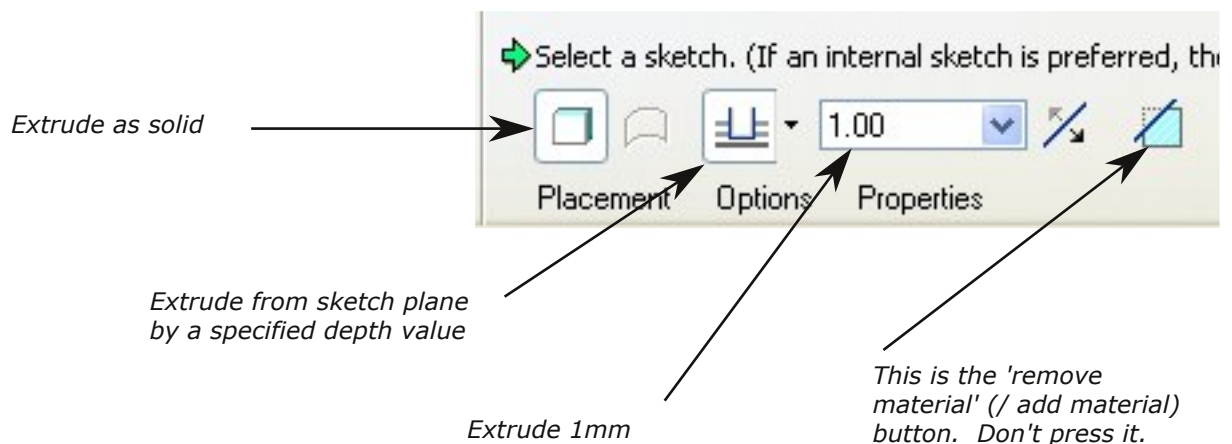 Select a sketch. (If an internal sketch is preferred, the
Extrude as solid
1.00
Placement Options Properties
Extrude from sketch plane
by a specified depth value
Extrude 1mm
This is the 'remove
material' (/ add material)
button. Don't press it.